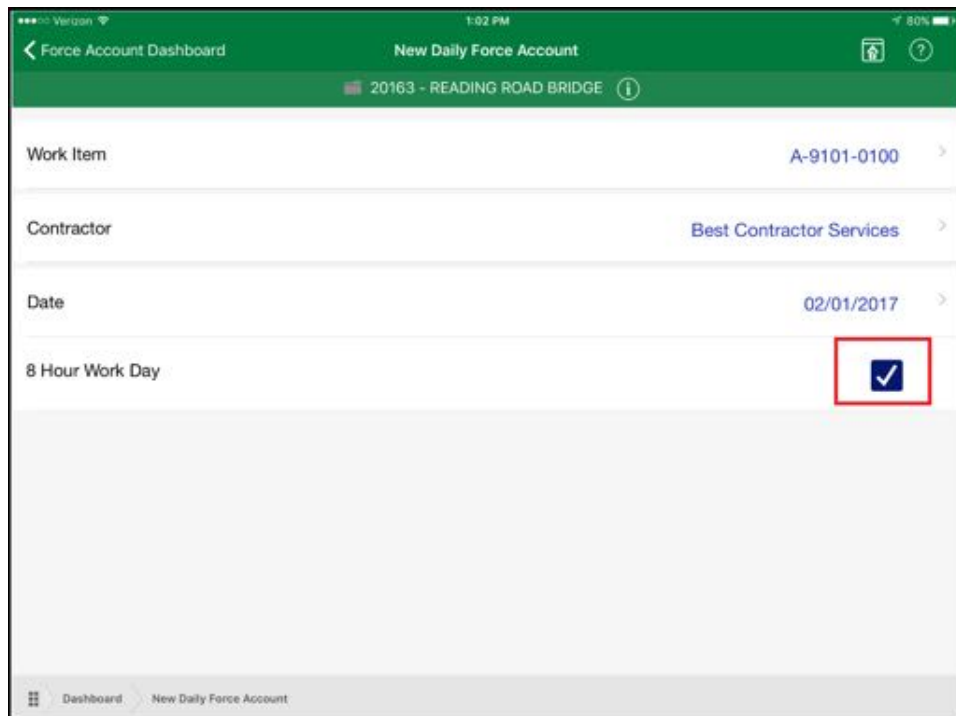 Verizon 1:02 PM 80%
Force Account Dashboard New Daily Force Account ?
20163 - READING ROAD BRIDGE i
Work Item A-9101-0100
Contractor Best Contractor Services
Date 02/01/2017
8 Hour Work Day
Dashboard New Daily Force Account